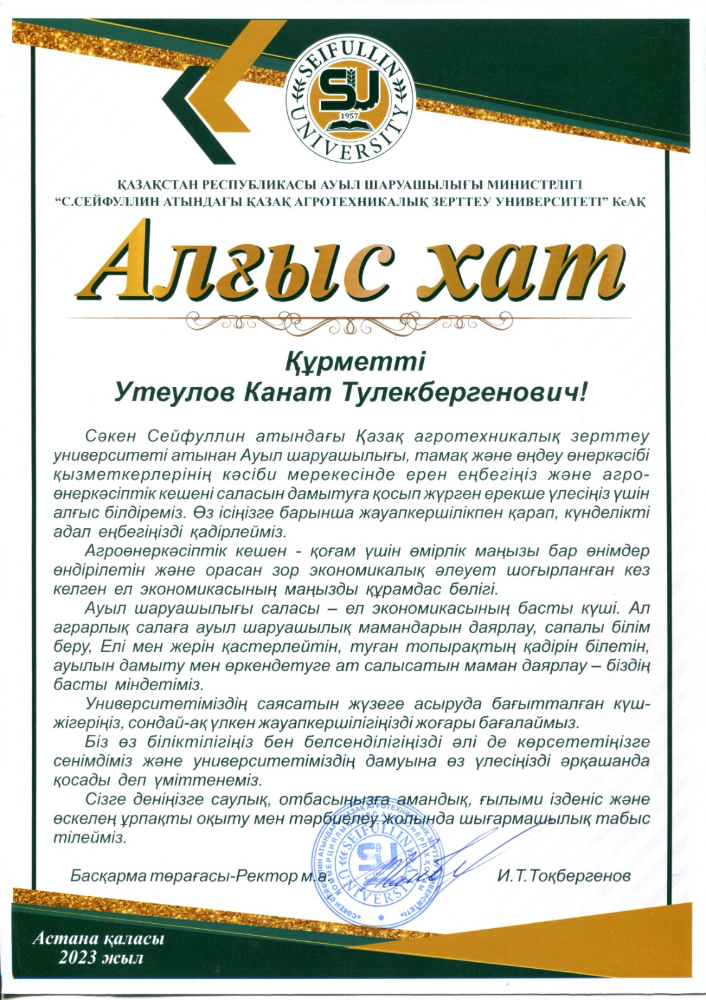 SEIFULLIN
SU
1957
UNIVERSITY
ҚАЗАҚСТАН РЕСПУБЛИКАСЫ АУЫЛ ШАРУАШЫЛЫҒЫ МИНИСТРЛІГІ
“С.СЕЙФУЛЛИН АТЫНДАҒЫ ҚАЗАҚ АГРОТЕХНИКАЛЫҚ ЗЕРТТЕУ УНИВЕРСИТЕТІ” КеАҚ
Алғыс хат
Құрметті
Утеулов Канат Тулекбергенович!
Сәкен Сейфуллин атындағы Қазақ агротехникалық зерттеу
университеті атынан Ауыл шаруашылығы, тамақ және өңдеу өнеркәсібі
қызметкерлерінің кәсіби мерекесінде ерен еңбегіңіз және агро-
өнеркәсіптік кешені саласын дамытуға қосып жүрген ерекше үлесіңіз үшін
алғыс білдіреміз. Өз ісіңізге барынша жауапкершілікпен қарап, күнделікті
адал еңбегіңізді қадірлейміз.
Агроөнеркәсіптік кешен - қоғам үшін өмірлік маңызы бар өнімдер
өндірілетін және орасан зор экономикалық әлеует шоғырланған кез
келген ел экономикасының маңызды құрамдас бөлігі.
Ауыл шаруашылығы саласы – ел экономикасының басты күші. Ал
аграрлық салаға ауыл шаруашылық мамандарын даярлау, сапалы білім
беру, Елі мен жерін қастерлейтін, туған топырақтың қадірін білетін,
ауылын дамыту мен өркендетуге ат салысатын маман даярлау – біздің
басты міндетіміз.
Университетіміздің саясатын жүзеге асыруда бағытталған күш-
жігеріңіз, сондай-ақ үлкен жауапкершілігіңізді жоғары бағалаймыз.
Біз өз біліктілігіңіз бен белсенділігіңізді әлі де көрсететіңізге
сенімдіміз және университетіміздің дамуына өз үлесіңізді әрқашанда
қосады деп үміттенеміз.
Сізге деніңізге саулық, отбасыңызға амандық, ғылыми ізденіс және
өскелең ұрпақты оқыту мен тәрбиелеу жолында шығармашылық табыс
тілейміз.
Басқарма төрағасы-Ректор м.а.
И.Т.Тоқбергенов
SEIFULLIN
SU
UNIVERSITY
Астана қаласы
2023 жыл